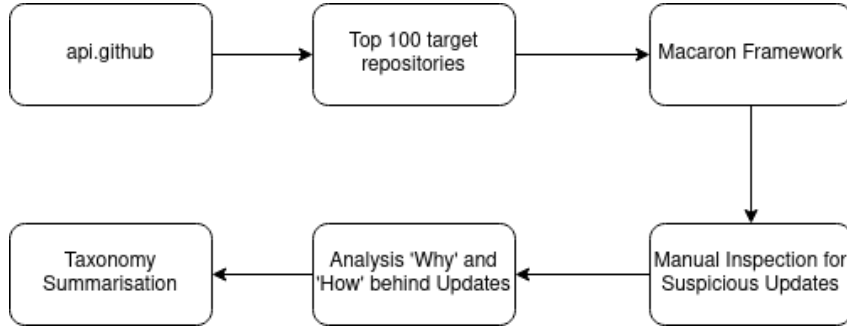 api.github
Top 100 target
repositories
Macaron Framework
Manual Inspection for
Suspicious Updates
Analysis 'Why' and
'How' behind Updates
Taxonomy
Summarisation